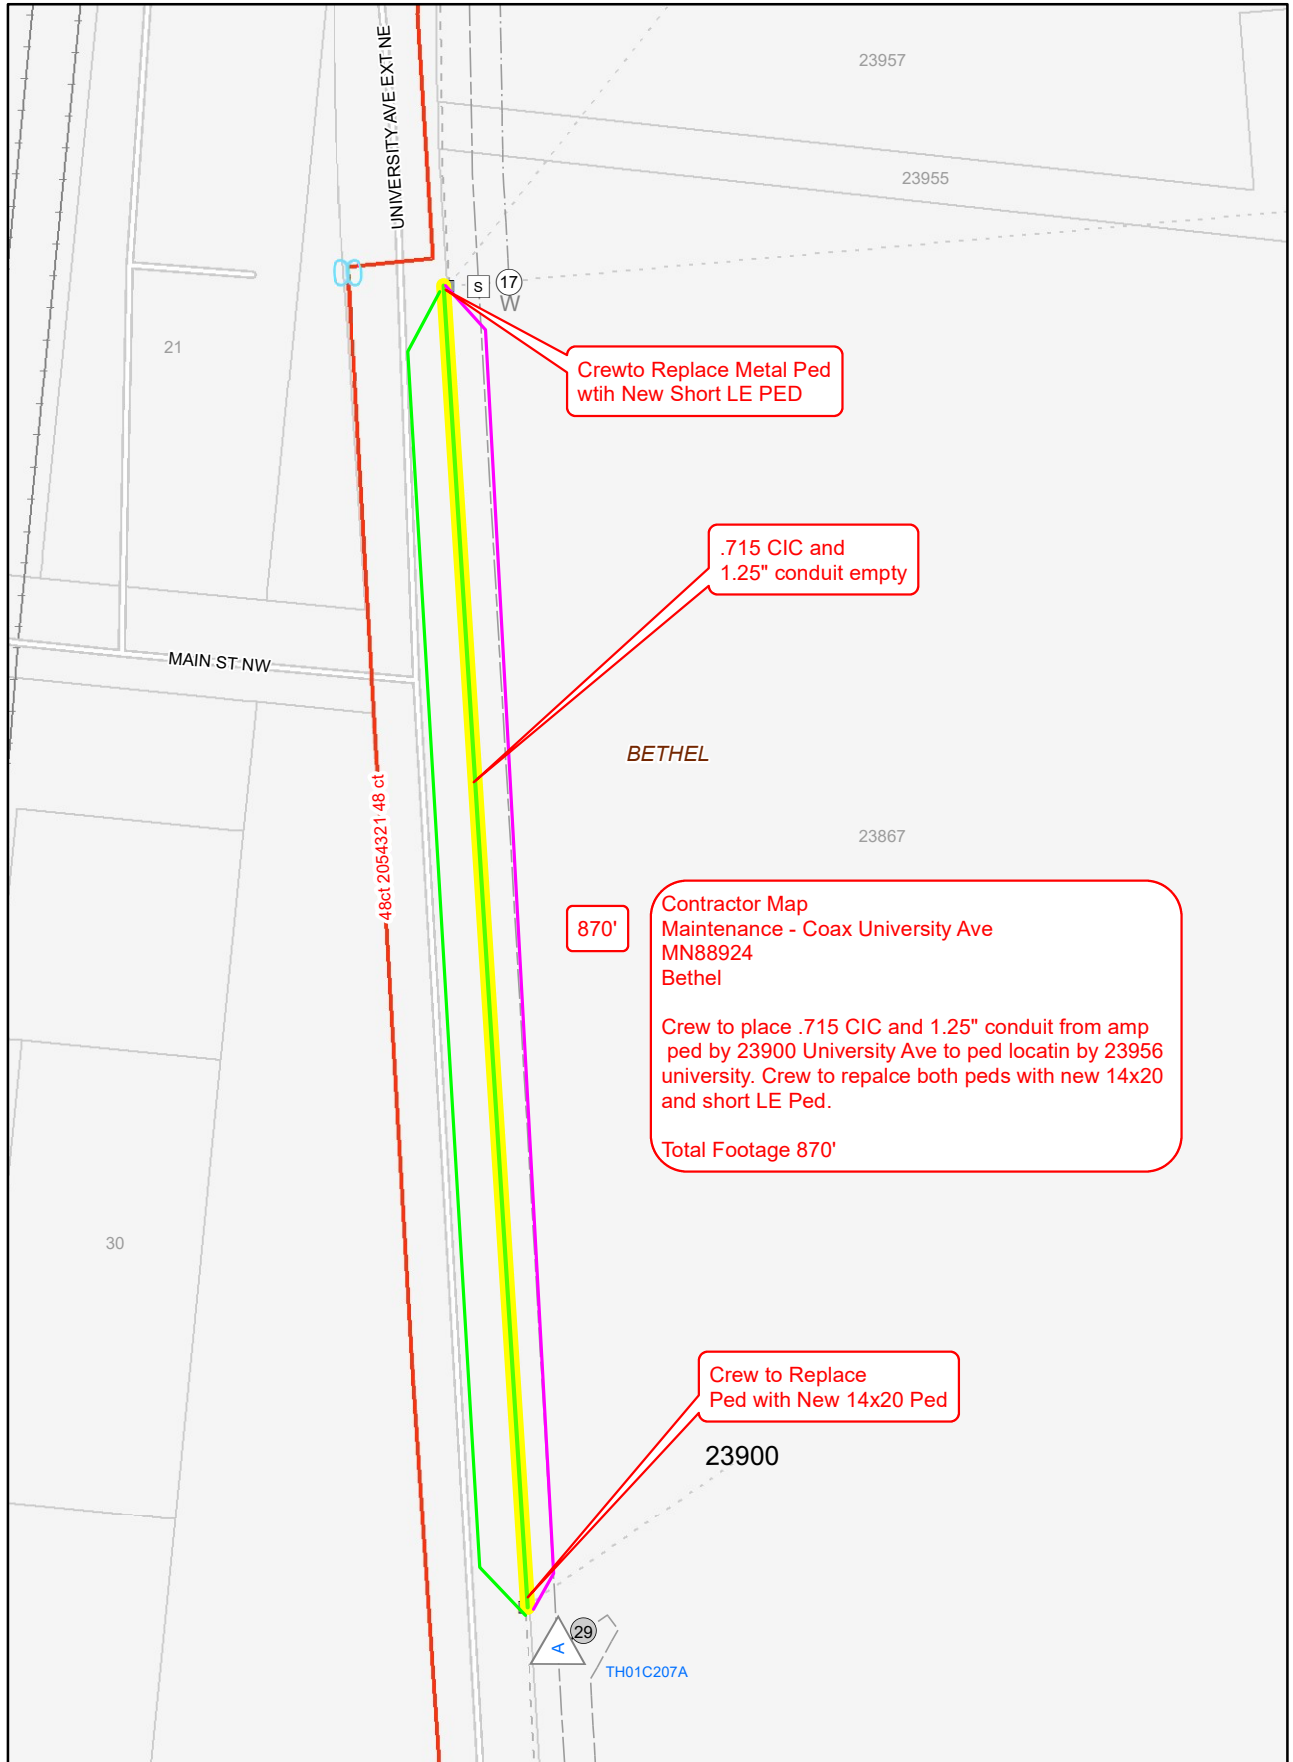 23957
UNIVERSITY AVE EXT NE
23955
S
17
W
21
Crewto Replace Metal Ped
wtih New Short LE PED
.715 CIC and
1.25" conduit empty
MAIN ST NW
BETHEL
48ct 2054321 48 ct
23867
870'
Contractor Map
Maintenance - Coax University Ave
MN88924
Bethel
Crew to place .715 CIC and 1.25" conduit from amp
ped by 23900 University Ave to ped locatin by 23956
university. Crew to repalce both peds with new 14x20
and short LE Ped.
Total Footage 870'
30
Crew to Replace
Ped with New 14x20 Ped
23900
29
A
TH01C207A